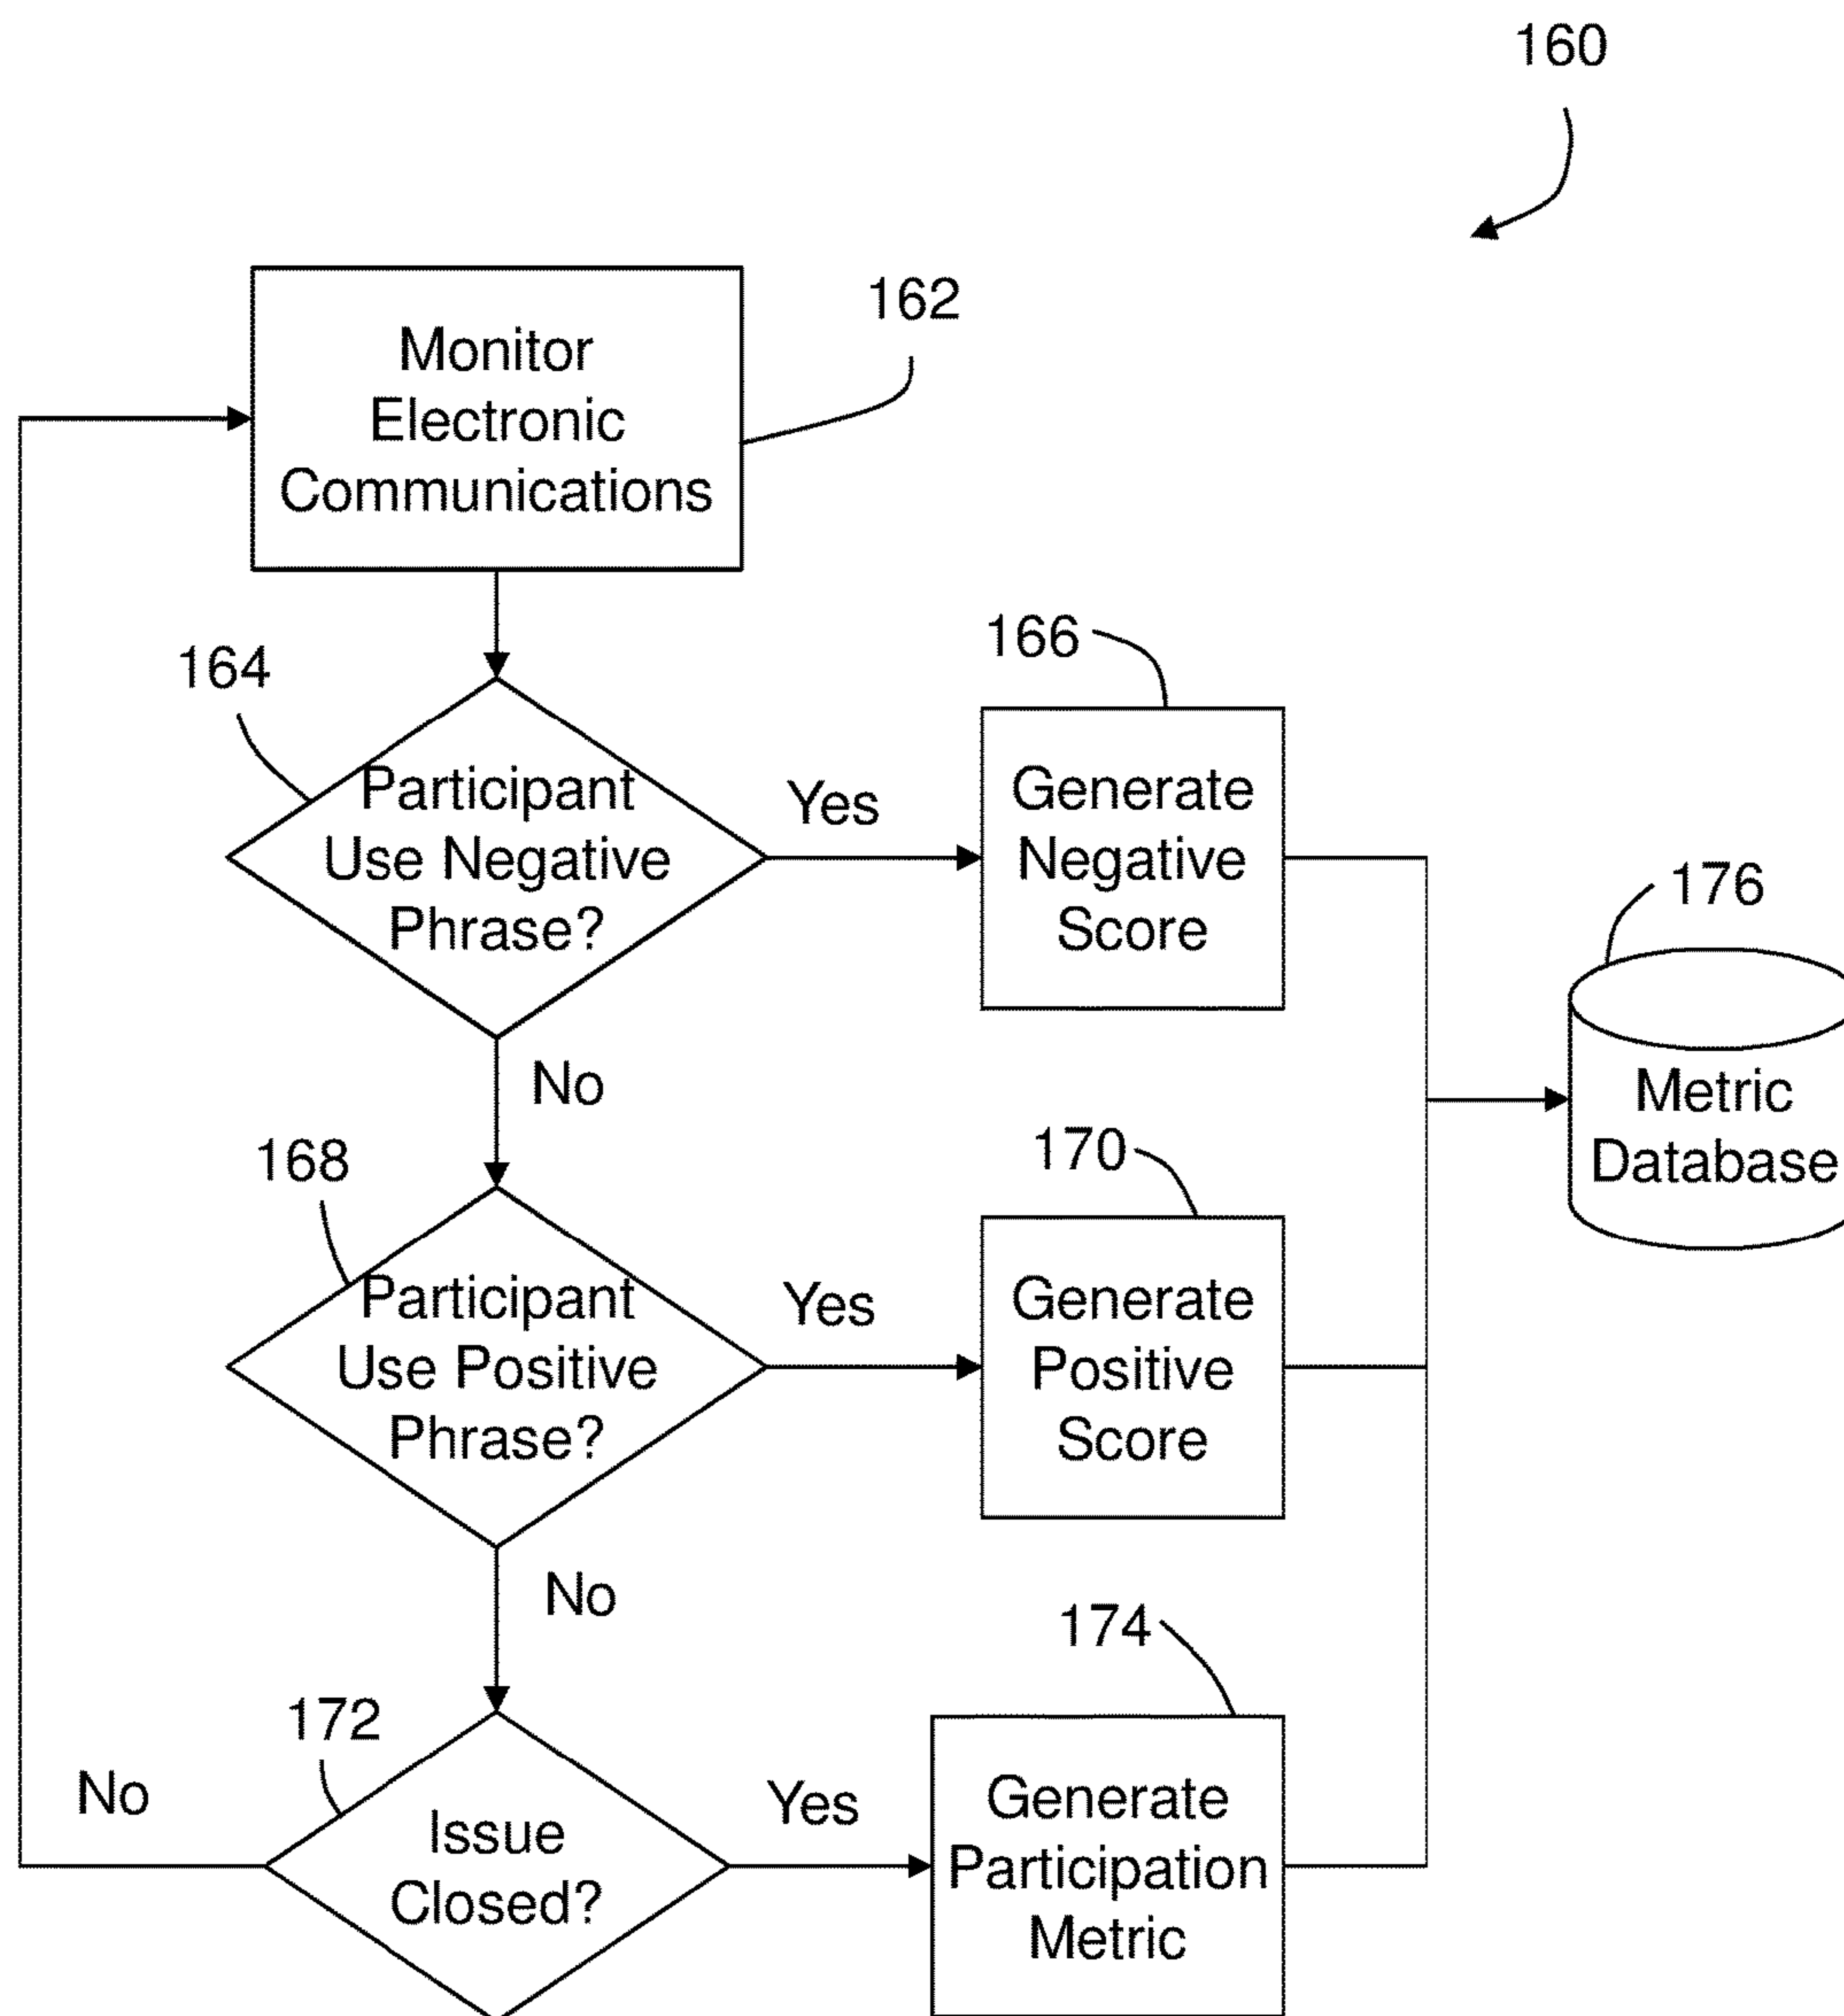 160
162
Monitor
Electronic
Communications
164
Participant
Use Negative
Phrase?
Yes
166
Generate
Negative
Score
176
Metric
Database
No
168
Participant
Use Positive
Phrase?
Yes
170
Generate
Positive
Score
No
172
No
Issue
Closed?
Yes
174
Generate
Participation
Metric